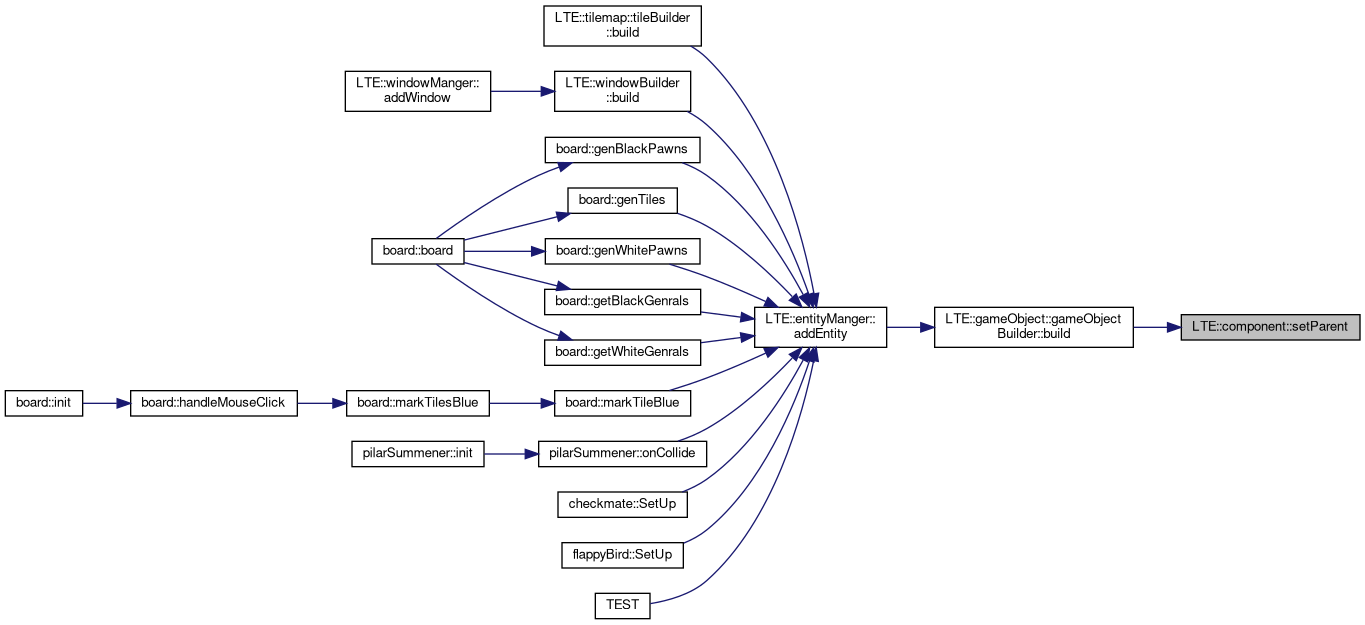 LTE::tilemap::tileBuilder
::build
LTE::windowManger::
addWindow
LTE::windowBuilder
::build
board::genBlackPawns
board::genTiles
board::board
board::genWhitePawns
board::getBlackGenrals
LTE::entityManger::
addEntity
LTE::gameObject::gameObject
Builder::build
LTE::component::setParent
board::getWhiteGenrals
board::init
board::handleMouseClick
board::markTilesBlue
board::markTileBlue
pilarSummener::init
pilarSummener::onCollide
checkmate::SetUp
flappyBird::SetUp
TEST